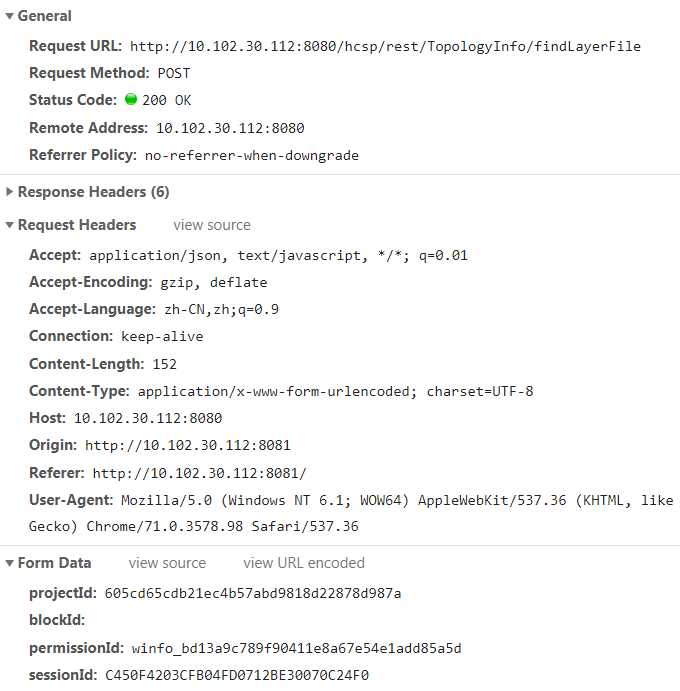 General
Request URL: http://10.102.30.112:8080/hcsp/rest/TopologyInfo/findLayerFile
Request Method: POST
Status Code: 200 OK
Remote Address: 10.102.30.112:8080
Referrer Policy: no-referrer-when-downgrade
Response Headers (6)
Request Headers view source
Accept: application/json, text/javascript, */*; q=0.01
Accept-Encoding: gzip, deflate
Accept-Language: zh-CN,zh;q=0.9
Connection: keep-alive
Content-Length: 152
Content-Type: application/x-www-form-urlencoded; charset=UTF-8
Host: 10.102.30.112:8080
Origin: http://10.102.30.112:8081
Referer: http://10.102.30.112:8081/
User-Agent: Mozilla/5.0 (Windows NT 6.1; WOW64) AppleWebKit/537.36 (KHTML, like
Gecko) Chrome/71.0.3578.98 Safari/537.36
Form Data view source view URL encoded
projectId: 605cd65cdb21ec4b57abd9818d22878d987a
blockId:
permissionId: winfo_bd13a9c789f90411e8a67e54e1add85a5d
sessionId: C450F4203CFB04FD0712BE30070C24F0